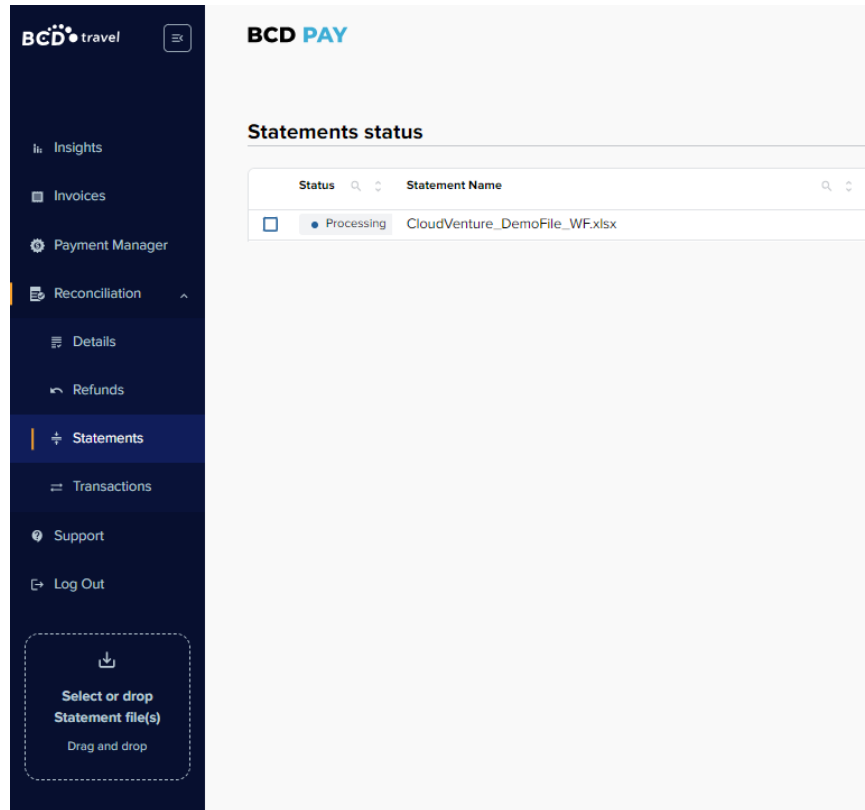 BCD travel
BCD PAY
Insights
Invoices
Payment Manager
Reconciliation
Details
Refunds
Statements
Transactions
Support
Log Out
Select or drop
Statement file(s)
Drag and drop
Statements status
Status Statement Name
Processing CloudVenture_DemoFile_WF.xlsx